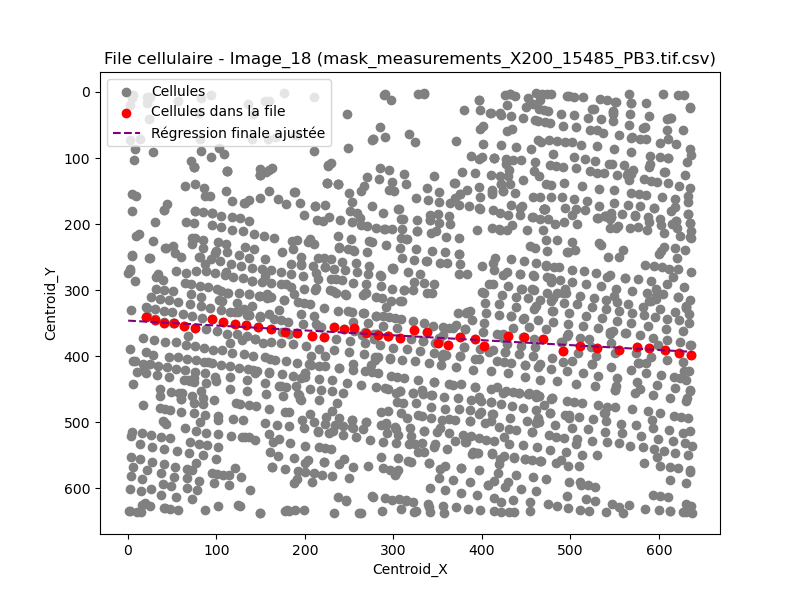 File cellulaire - Image_18 (mask_measurements_X200_15485_PB3.tif.csv)
Cellules
Cellules dans la file
Régression finale ajustée
0
100
200
300
400
500
600
Centroid_Y
0 100 200 300 400 500 600
Centroid_X